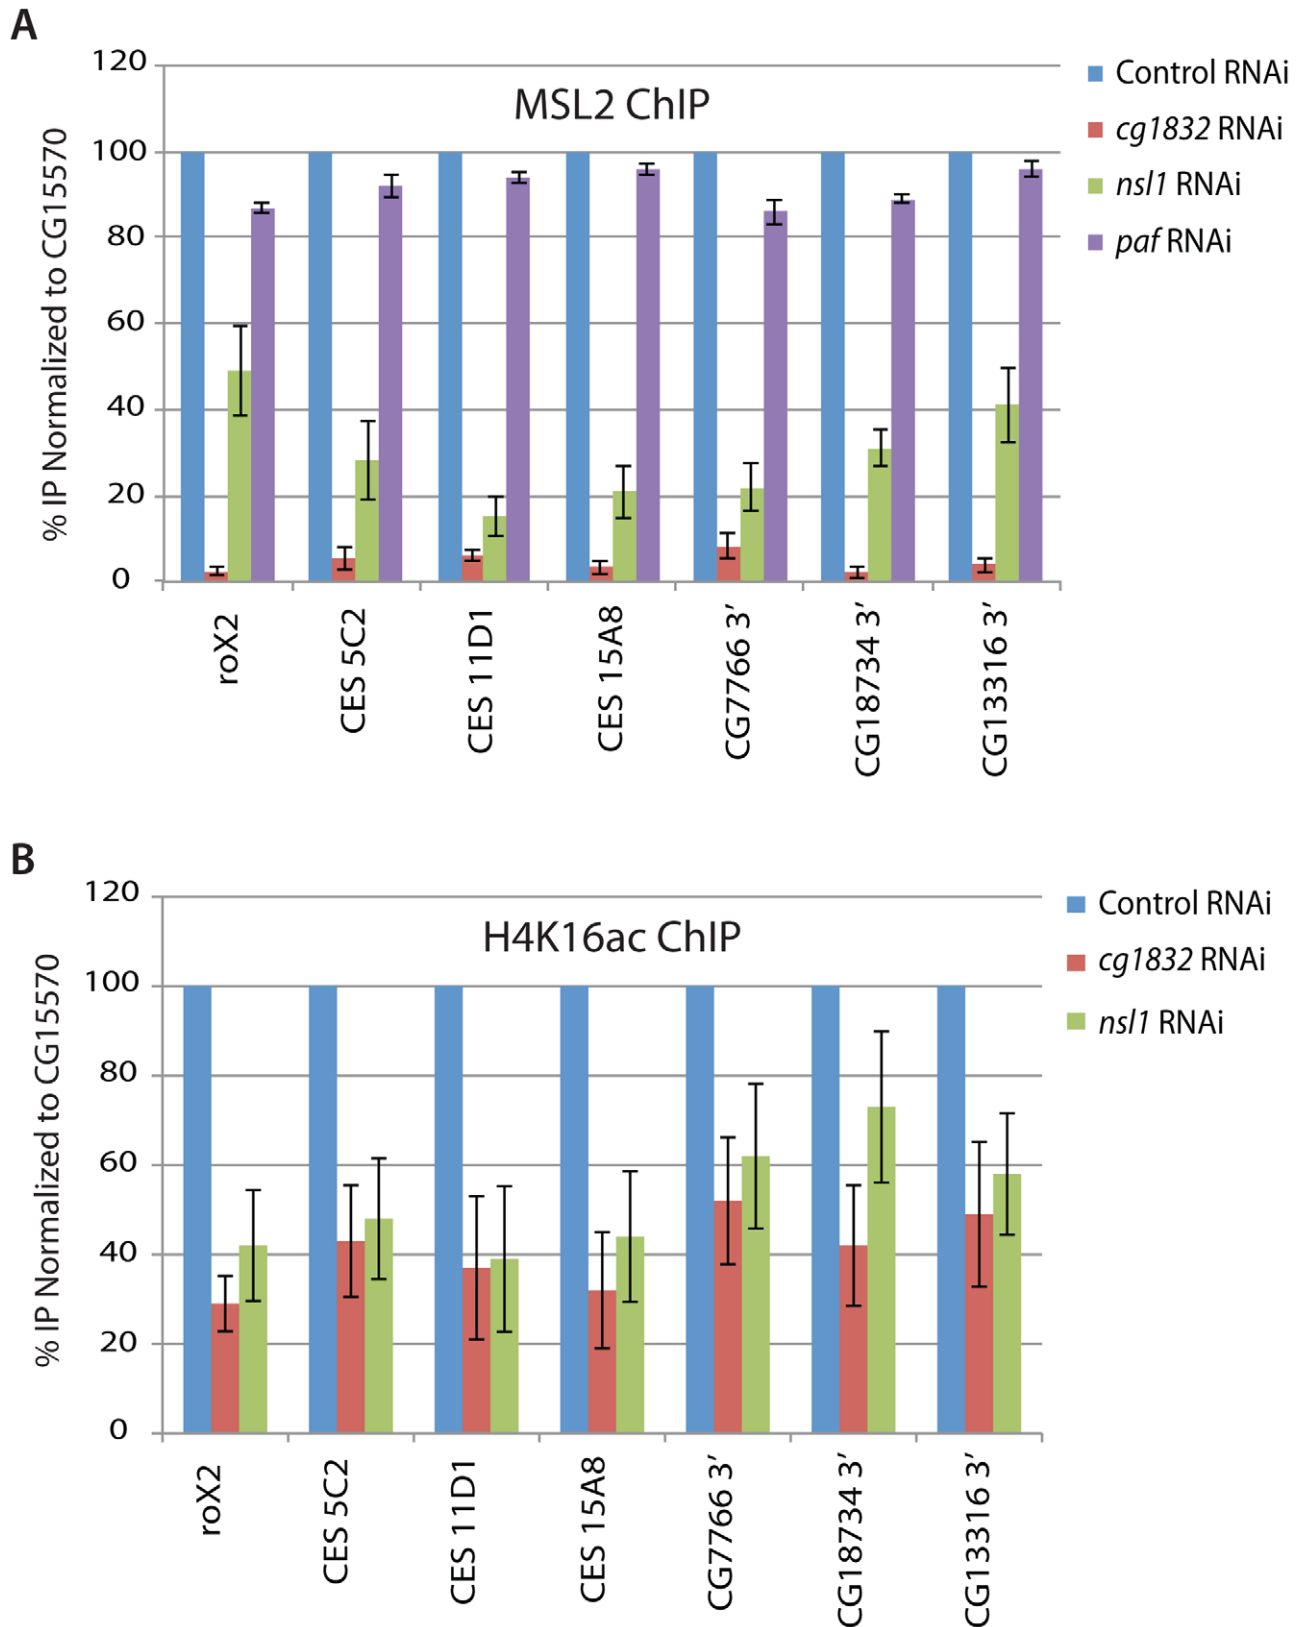 A
MSL2 ChIP
% IP Normalized to CG15570
120
100
80
60
40
20
0
roX2
CES 5C2
CES 11D1
CES 15A8
CG7766 3′
CG18734 3′
CG13316 3′
Control RNAi
cg1832 RNAi
nsl1 RNAi
paf RNAi
B
H4K16ac ChIP
% IP Normalized to CG15570
120
100
80
60
40
20
0
roX2
CES 5C2
CES 11D1
CES 15A8
CG7766 3′
CG18734 3′
CG13316 3′
Control RNAi
cg1832 RNAi
nsl1 RNAi